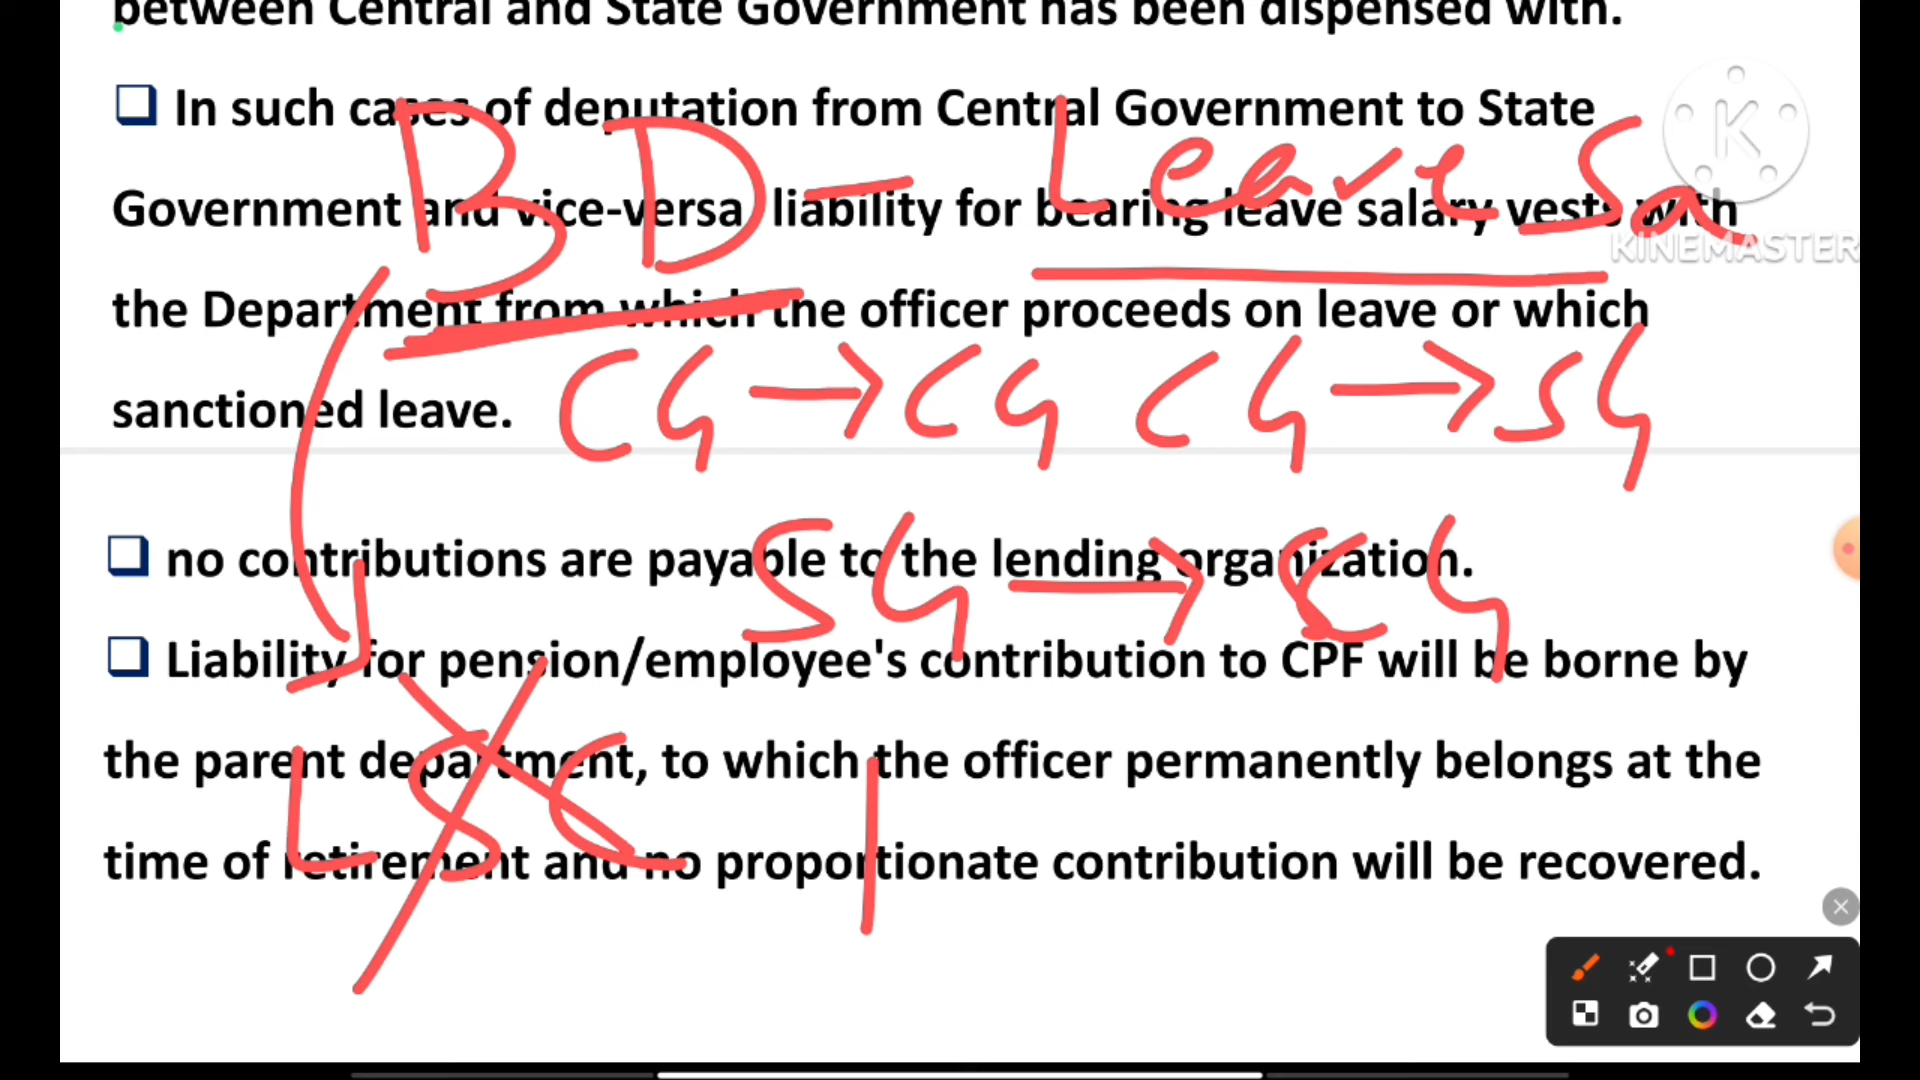 between Central and State Government has been dispensed with.
❑ In such cases of deputation from Central Government to State
Government and vice-versa liability for bearing leave salary vests with
the Department from which the officer proceeds on leave or which
sanctioned leave.
❑ no contributions are payable to the lending organization.
❑ Liability for pension/employee's contribution to CPF will be borne by
the parent department, to which the officer permanently belongs at the
time of retirement and no proportionate contribution will be recovered.
BD - Leave Sa
CG → CG CG → SG
SG → CG
LSC
K
KINEMASTER